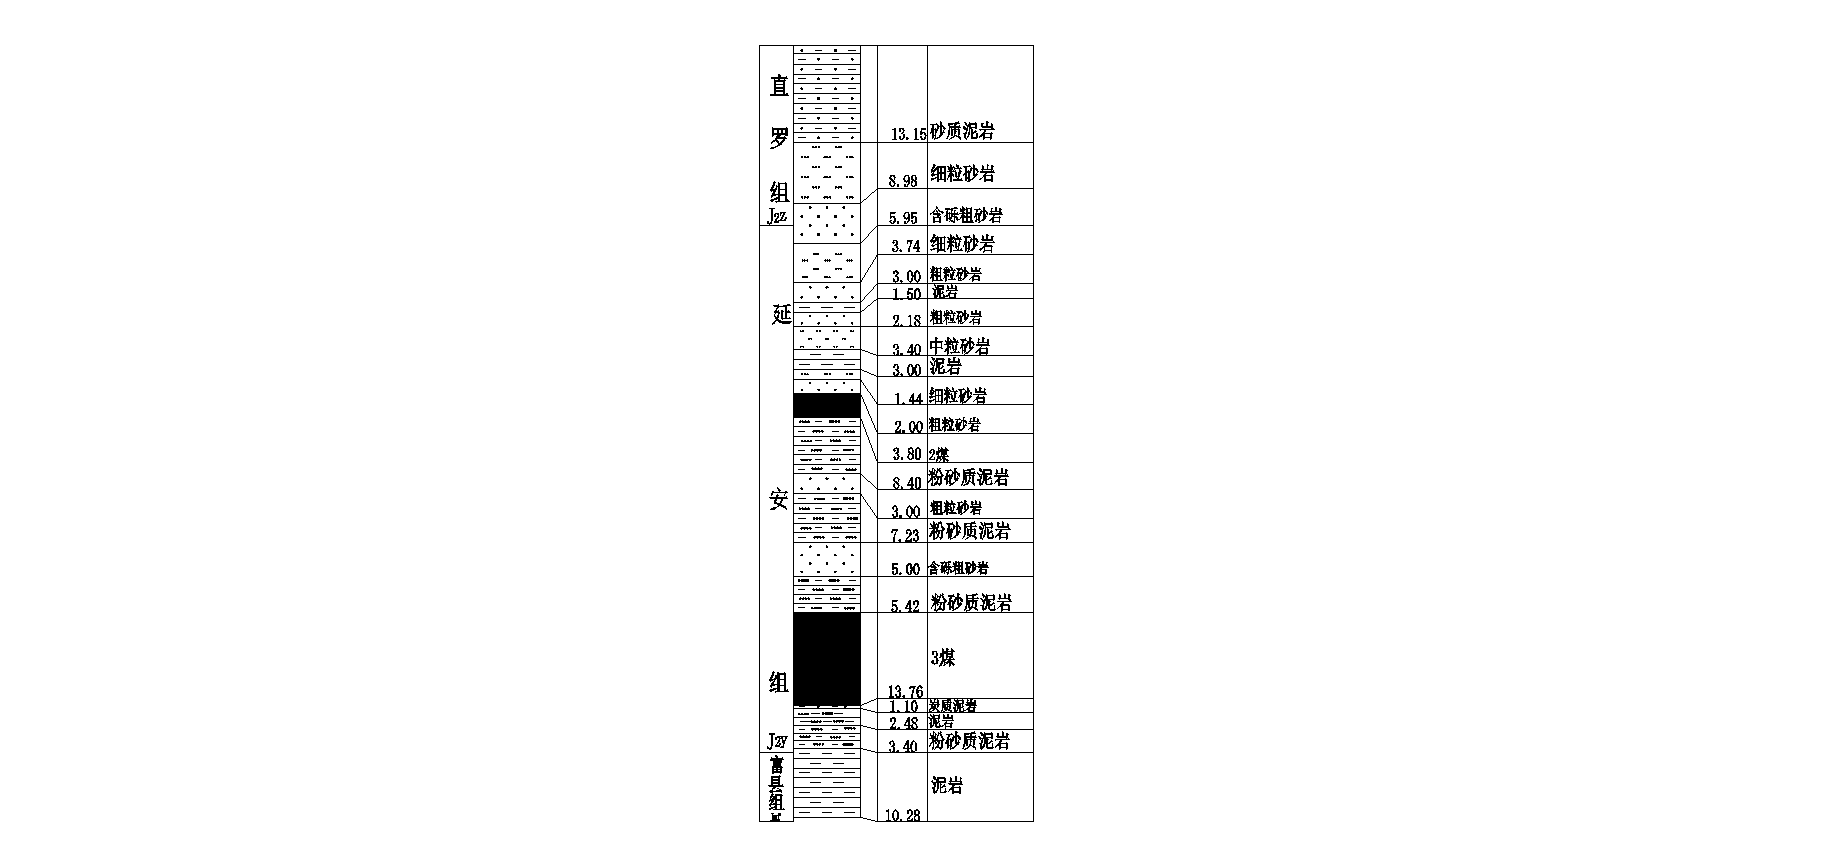 直
罗
组
J2Z
延
安
组
J2Y
富
县
组
13.15 砂质泥岩
8.98 细粒砂岩
5.95 含砾粗砂岩
3.74 细粒砂岩
3.00 粗粒砂岩
1.50 泥岩
2.18 粗粒砂岩
3.40 中粒砂岩
3.00 泥岩
1.44 细粒砂岩
2.00 粗粒砂岩
3.80 2煤
8.40 粉砂质泥岩
3.00 粗粒砂岩
7.23 粉砂质泥岩
5.00 含砾粗砂岩
5.42 粉砂质泥岩
3煤
13.76
1.10 炭质泥岩
2.48 泥岩
3.40 粉砂质泥岩
泥岩
10.28